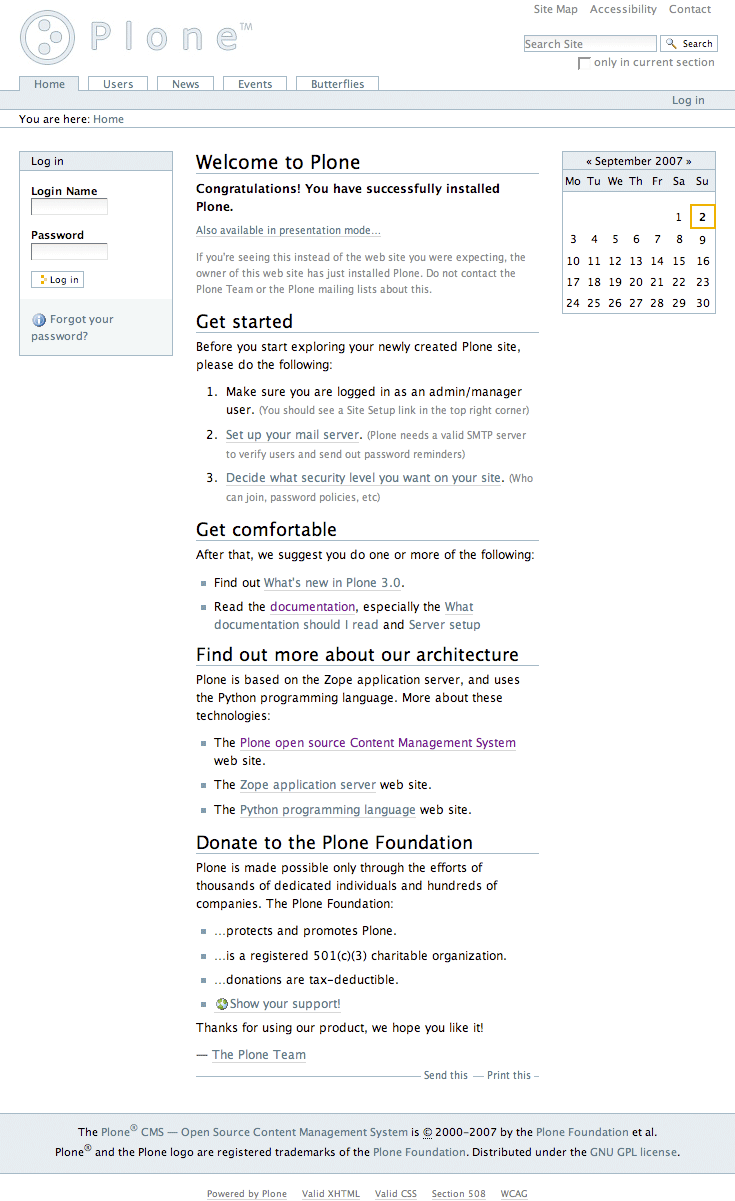 Site Map Accessibility Contact
Plone™
Search Site Search
only in current section
Home Users News Events Butterflies
Log in
You are here: Home
Log in
Login Name
Password
Log in
Forgot your
password?
Welcome to Plone
Congratulations! You have successfully installed
Plone.
Also available in presentation mode...
If you're seeing this instead of the web site you were expecting, the
owner of this web site has just installed Plone. Do not contact the
Plone Team or the Plone mailing lists about this.
Get started
Before you start exploring your newly created Plone site,
please do the following:
1. Make sure you are logged in as an admin/manager
user. (You should see a Site Setup link in the top right corner)
2. Set up your mail server. (Plone needs a valid SMTP server
to verify users and send out password reminders)
3. Decide what security level you want on your site. (Who
can join, password policies, etc)
Get comfortable
After that, we suggest you do one or more of the following:
Find out What's new in Plone 3.0.
Read the documentation, especially the What
documentation should I read and Server setup
Find out more about our architecture
Plone is based on the Zope application server, and uses
the Python programming language. More about these
technologies:
The Plone open source Content Management System
web site.
The Zope application server web site.
The Python programming language web site.
Donate to the Plone Foundation
Plone is made possible only through the efforts of
thousands of dedicated individuals and hundreds of
companies. The Plone Foundation:
...protects and promotes Plone.
...is a registered 501(c)(3) charitable organization.
...donations are tax-deductible.
Show your support!
Thanks for using our product, we hope you like it!
— The Plone Team
Send this — Print this –
« September 2007 »
Mo Tu We Th Fr Sa Su
1 2
3 4 5 6 7 8 9
10 11 12 13 14 15 16
17 18 19 20 21 22 23
24 25 26 27 28 29 30
The Plone® CMS — Open Source Content Management System is © 2000-2007 by the Plone Foundation et al.
Plone® and the Plone logo are registered trademarks of the Plone Foundation. Distributed under the GNU GPL license.
Powered by Plone Valid XHTML Valid CSS Section 508 WCAG